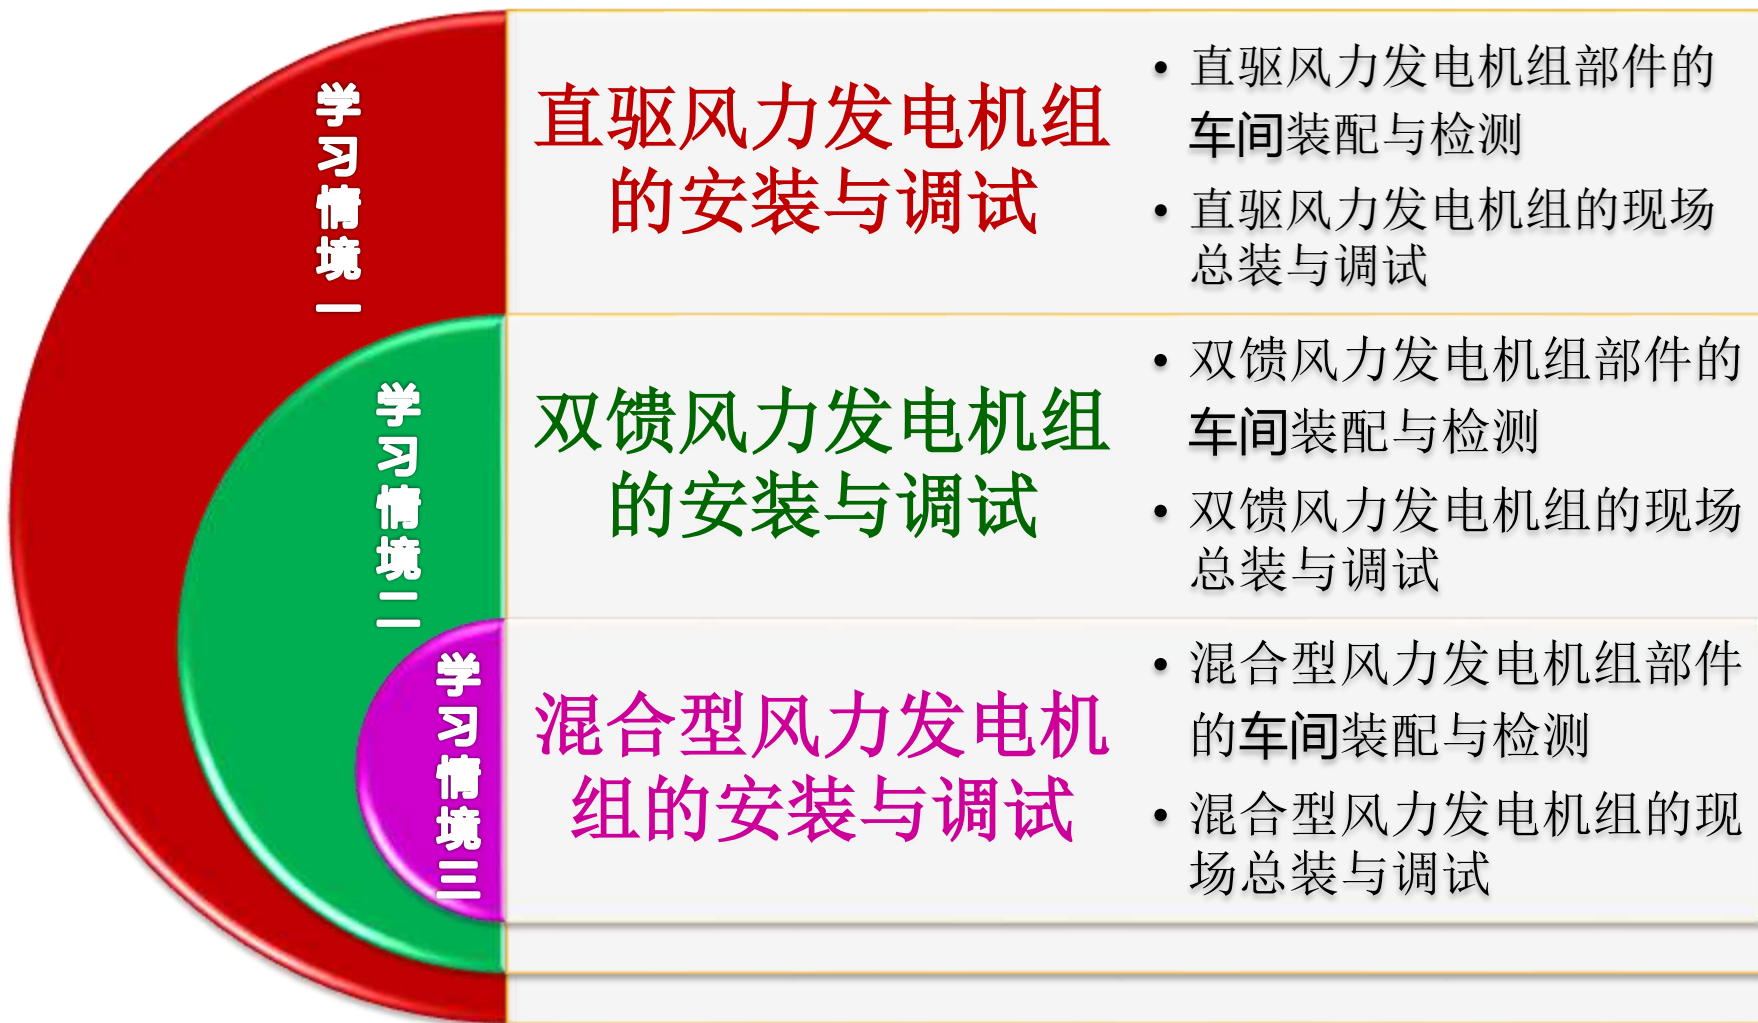 学习情境一
直驱风力发电机组
的安装与调试
• 直驱风力发电机组部件的
车间装配与检测
• 直驱风力发电机组的现场
总装与调试
学习情境二
双馈风力发电机组
的安装与调试
• 双馈风力发电机组部件的
车间装配与检测
• 双馈风力发电机组的现场
总装与调试
学习情境三
混合型风力发电机
组的安装与调试
• 混合型风力发电机组部件
的车间装配与检测
• 混合型风力发电机组的现
场总装与调试